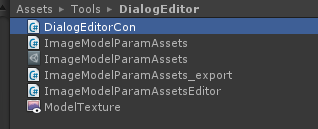 Assets ▸ Tools ▸ DialogEditor
DialogEditorCon
ImageModelParamAssets
ImageModelParamAssets
ImageModelParamAssets_export
ImageModelParamAssetsEditor
ModelTexture